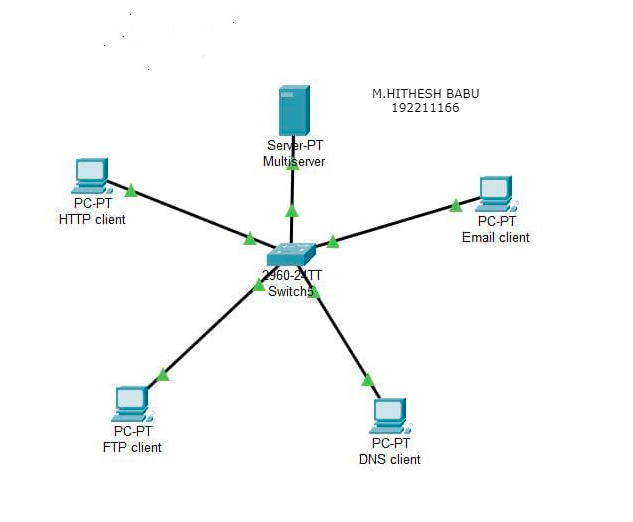 M.HITHESH BABU
192211166
Server-PT
Multiserver
PC-PT
HTTP client
PC-PT
Email client
2960-24TT
Switch5
PC-PT
FTP client
PC-PT
DNS client